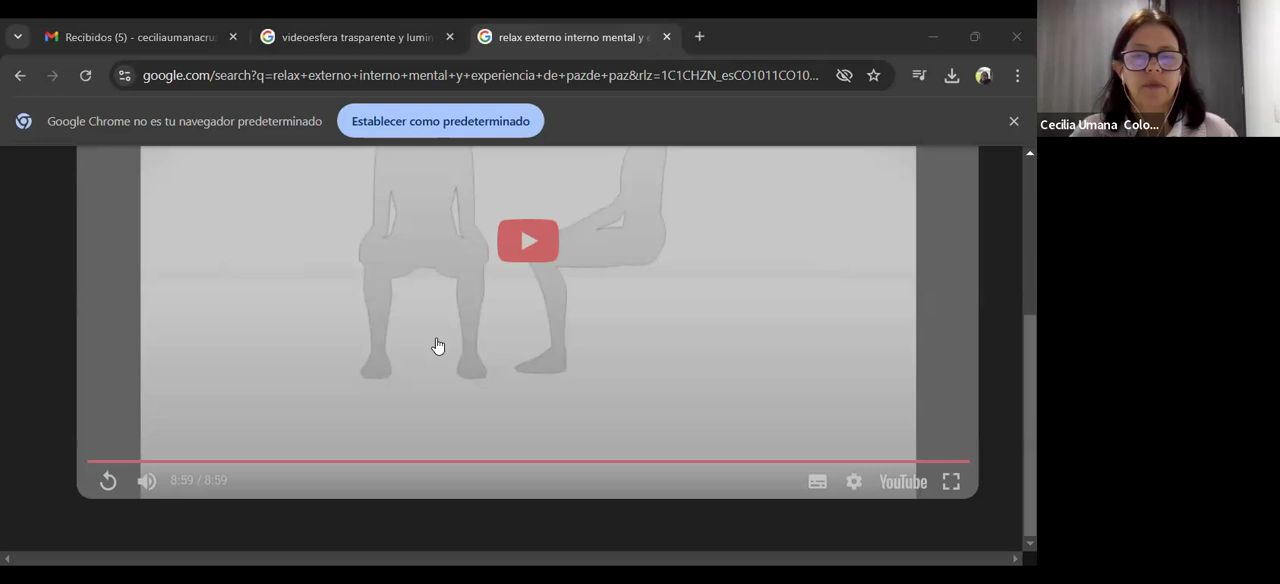 Recibidos (5) - ceciliaumanacru
videoesfera trasparente y lumin
relax externo interno mental y e
google.com/search?q=relax+externo+interno+mental+y+experiencia+de+pazde+paz&rlz=1C1CHZN_esCO1011CO10...
Google Chrome no es tu navegador predeterminado
Establecer como predeterminado
Cecilia Umana Colo...
8:59 / 8:59
YouTube